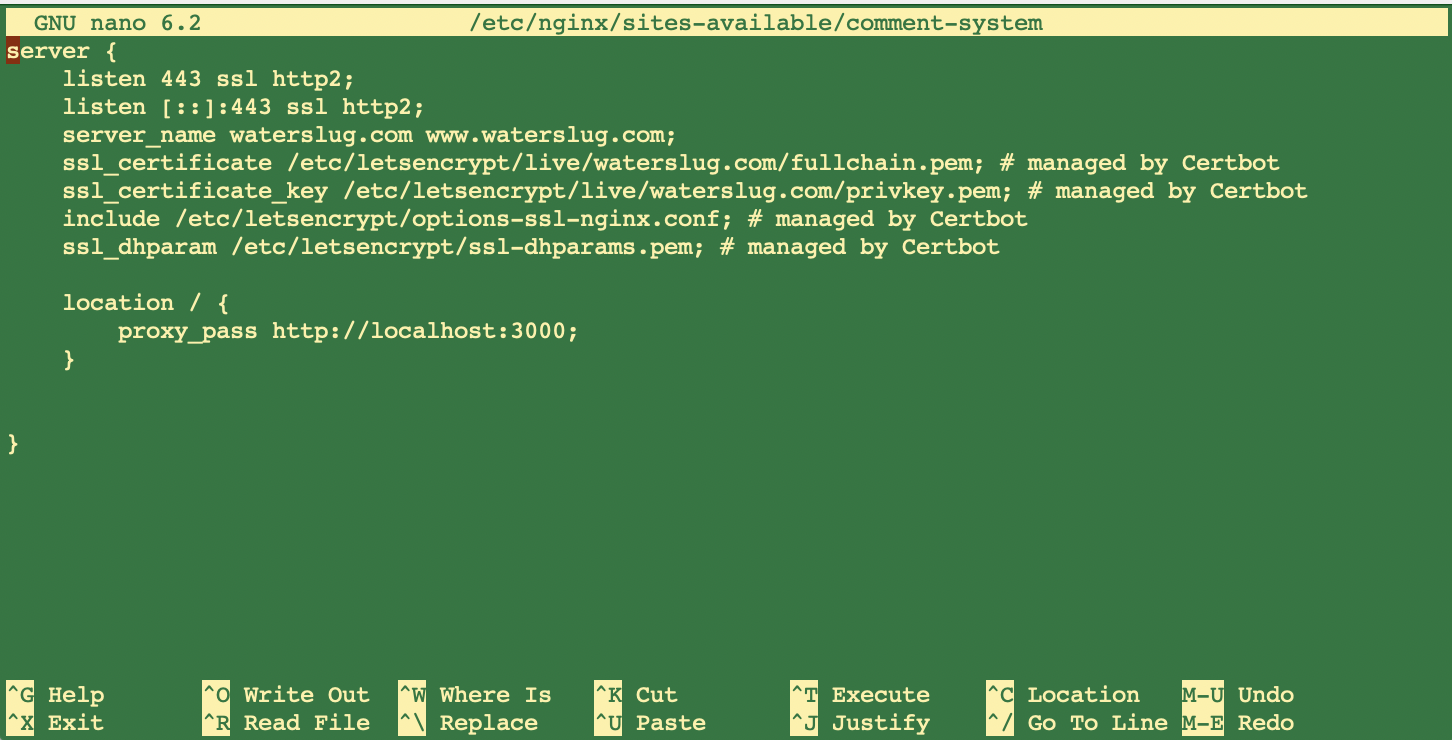 GNU nano 6.2 /etc/nginx/sites-available/comment-system
server {
    listen 443 ssl http2;
    listen [::]:443 ssl http2;
    server_name waterslug.com www.waterslug.com;
    ssl_certificate /etc/letsencrypt/live/waterslug.com/fullchain.pem; # managed by Certbot
    ssl_certificate_key /etc/letsencrypt/live/waterslug.com/privkey.pem; # managed by Certbot
    include /etc/letsencrypt/options-ssl-nginx.conf; # managed by Certbot
    ssl_dhparam /etc/letsencrypt/ssl-dhparams.pem; # managed by Certbot
    location / {
        proxy_pass http://localhost:3000;
    }
}
^G Help ^O Write Out ^W Where Is ^K Cut ^T Execute ^C Location M-U Undo
^X Exit ^R Read File ^\ Replace ^U Paste ^J Justify ^/ Go To Line M-E Redo